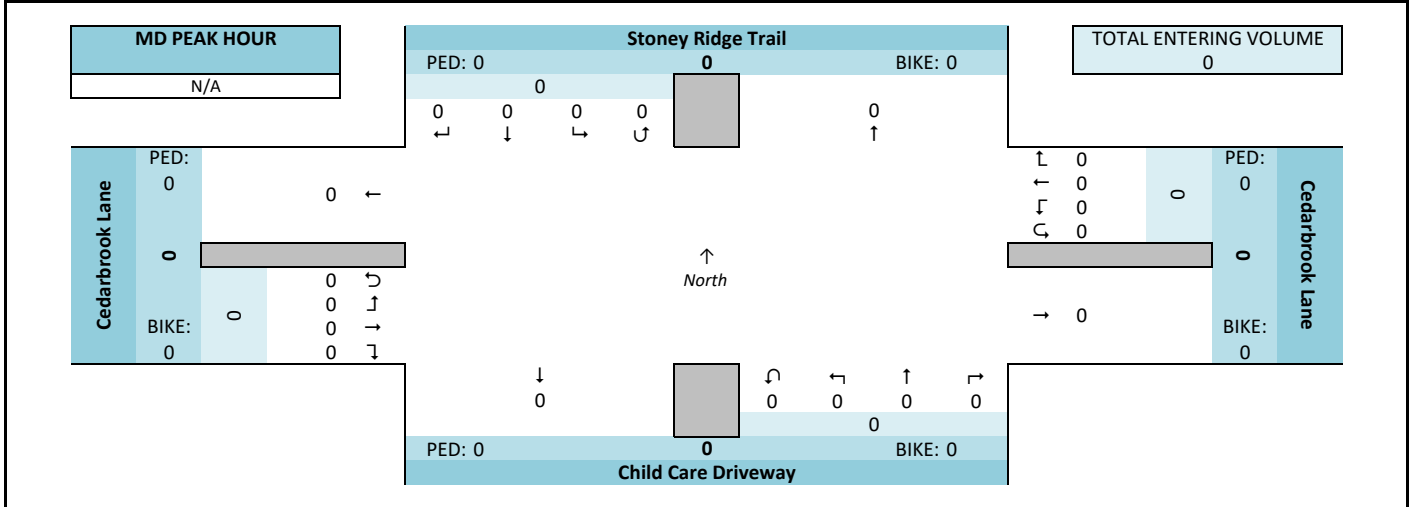 MD PEAK HOUR
N/A
Stoney Ridge Trail
PED: 0 0 BIKE: 0
0
0 0 0 0 0
TOTAL ENTERING VOLUME
0
Cedarbrook Lane
PED:
0
0
BIKE:
0
0
0
0
0
0
0
North
0
0
0
0
0
0
PED:
0
0
BIKE:
0
Cedarbrook Lane
0 0 0 0 0
0
PED: 0 0 BIKE: 0
Child Care Driveway